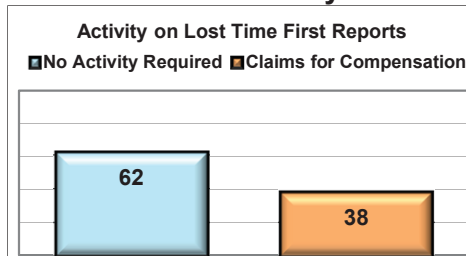 Activity on Lost Time First Reports
No Activity Required Claims for Compensation
62
38